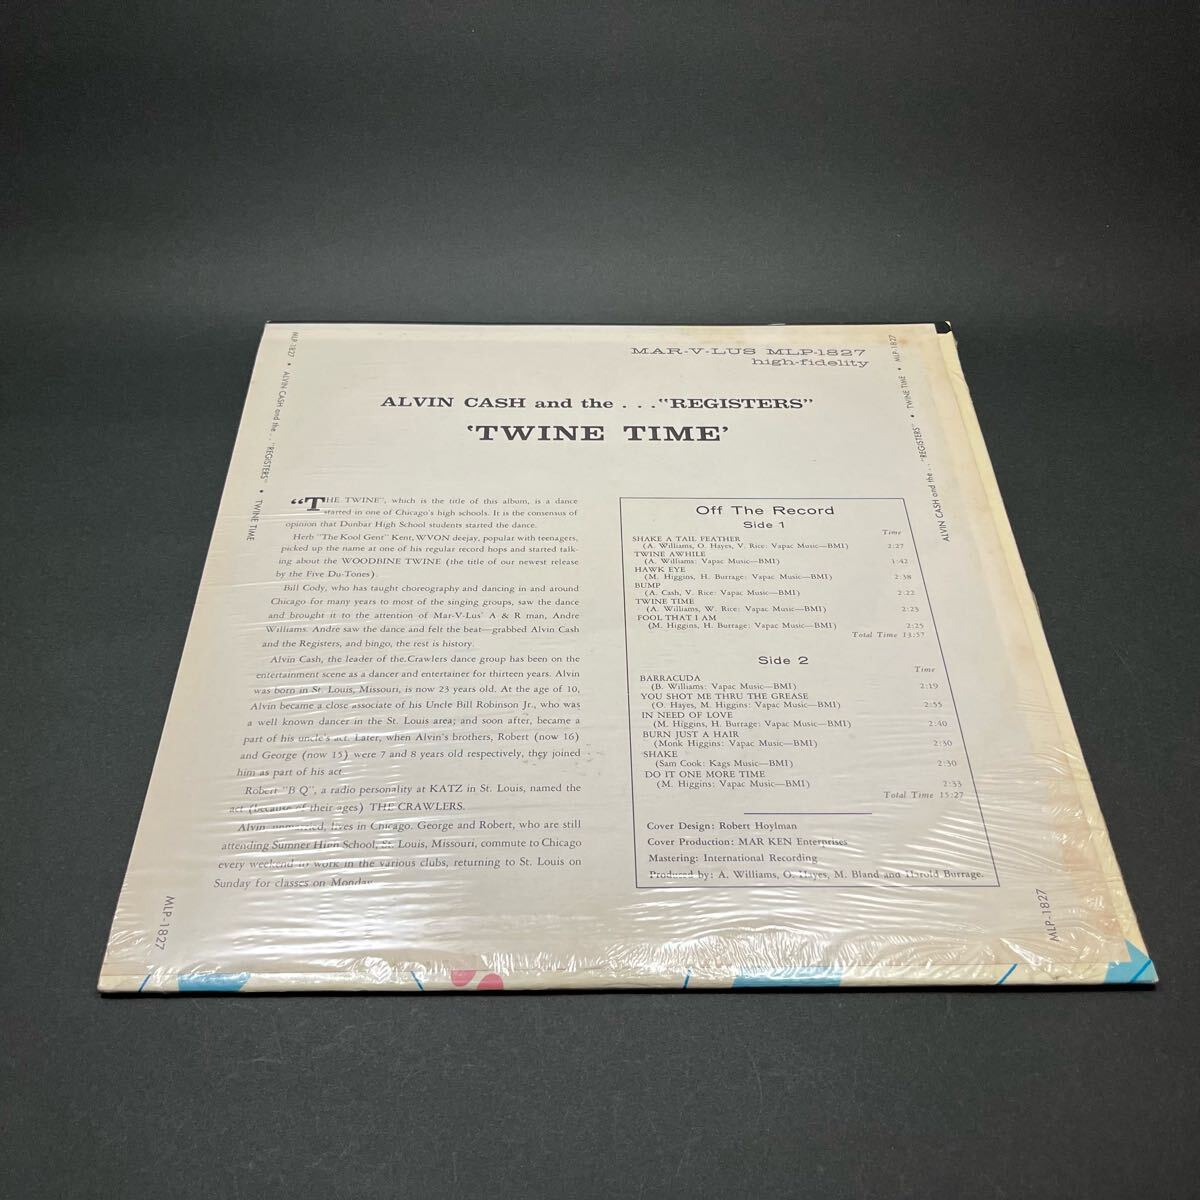 MAR-V-LUS MLP-1827
high-fidelity
ALVIN CASH and the . . . "REGISTERS"
'TWINE TIME'
MLP-1827 • ALVIN CASH and the . . "REGISTERS" • TWINE TIME
ALVIN CASH and the . . "REGISTERS" • TWINE TIME • MLP-1827
"THE TWINE", which is the title of this album, is a dance
started in one of Chicago's high schools. It is the consensus of
opinion that Dunbar High School students started the dance.
Herb "The Kool Gent" Kent, WVON deejay, popular with teenagers,
picked up the name at one of his regular record hops and started talk-
ing about the WOODBINE TWINE (the title of our newest release
by the Five Du-Tones).
Bill Cody, who has taught choreography and dancing in and around
Chicago for many years to most of the singing groups, saw the dance
and brought it to the attention of Mar-V-Lus' A & R man, Andre
Williams. Andre saw the dance and felt the beat—grabbed Alvin Cash
and the Registers, and bingo, the rest is history.
Alvin Cash, the leader of the Crawlers dance group has been on the
entertainment scene as a dancer and entertainer for thirteen years. Alvin
was born in St. Louis, Missouri, is now 23 years old. At the age of 10,
Alvin became a close associate of his Uncle Bill Robinson Jr., who was
a well known dancer in the St. Louis area; and soon after, became a
part of his uncle's act. Later, when Alvin's brothers, Robert (now 16)
and George (now 15) were 7 and 8 years old respectively, they joined
him as part of his act
Robert "B Q", a radio personality at KATZ in St. Louis, named the
act (because of their ages) THE CRAWLERS.
Alvin, unmarried, lives in Chicago. George and Robert, who are still
attending Sumner High School, St. Louis, Missouri, commute to Chicago
every weekend to work in the various clubs, returning to St. Louis on
Sunday for classes on Monday
Off The Record
Side 1
Time
SHAKE A TAIL FEATHER
(A. Williams, O. Hayes, V. Rice: Vapac Music—BMI) 2:27
TWINE AWHILE
(A. Williams: Vapac Music—BMI) 1:42
HAWK EYE
(M. Higgins, H. Burrage: Vapac Music—BMI) 2:38
BUMP
(A. Cash, V. Rice: Vapac Music—BMI) 2:22
TWINE TIME
(A. Williams, W. Rice: Vapac Music—BMI) 2:23
FOOL THAT I AM
(M. Higgins, H. Burrage: Vapac Music—BMI) 2:25
Total Time 13:57
Side 2
Time
BARRACUDA
(B. Williams: Vapac Music—BMI) 2:19
YOU SHOT ME THRU THE GREASE
(O. Hayes, M. Higgins: Vapac Music—BMI) 2:55
IN NEED OF LOVE
(M. Higgins, H. Burrage: Vapac Music—BMI) 2:40
BURN JUST A HAIR
(Monk Higgins: Vapac Music—BMI) 2:30
SHAKE
(Sam Cook: Kags Music—BMI) 2:30
DO IT ONE MORE TIME
(M. Higgins: Vapac Music—BMI) 2:33
Total Time 15:27
Cover Design: Robert Hoylman
Cover Production: MAR KEN Enterprises
Mastering: International Recording
Produced by: A. Williams, O. Hayes, M. Bland and Harold Burrage.
MLP-1827
MLP-1827